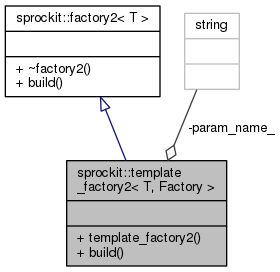 sprockit::factory2< T >
+ ~factory2()
+ build()
string
-param_name_
sprockit::template
_factory2< T, Factory >
+ template_factory2()
+ build()